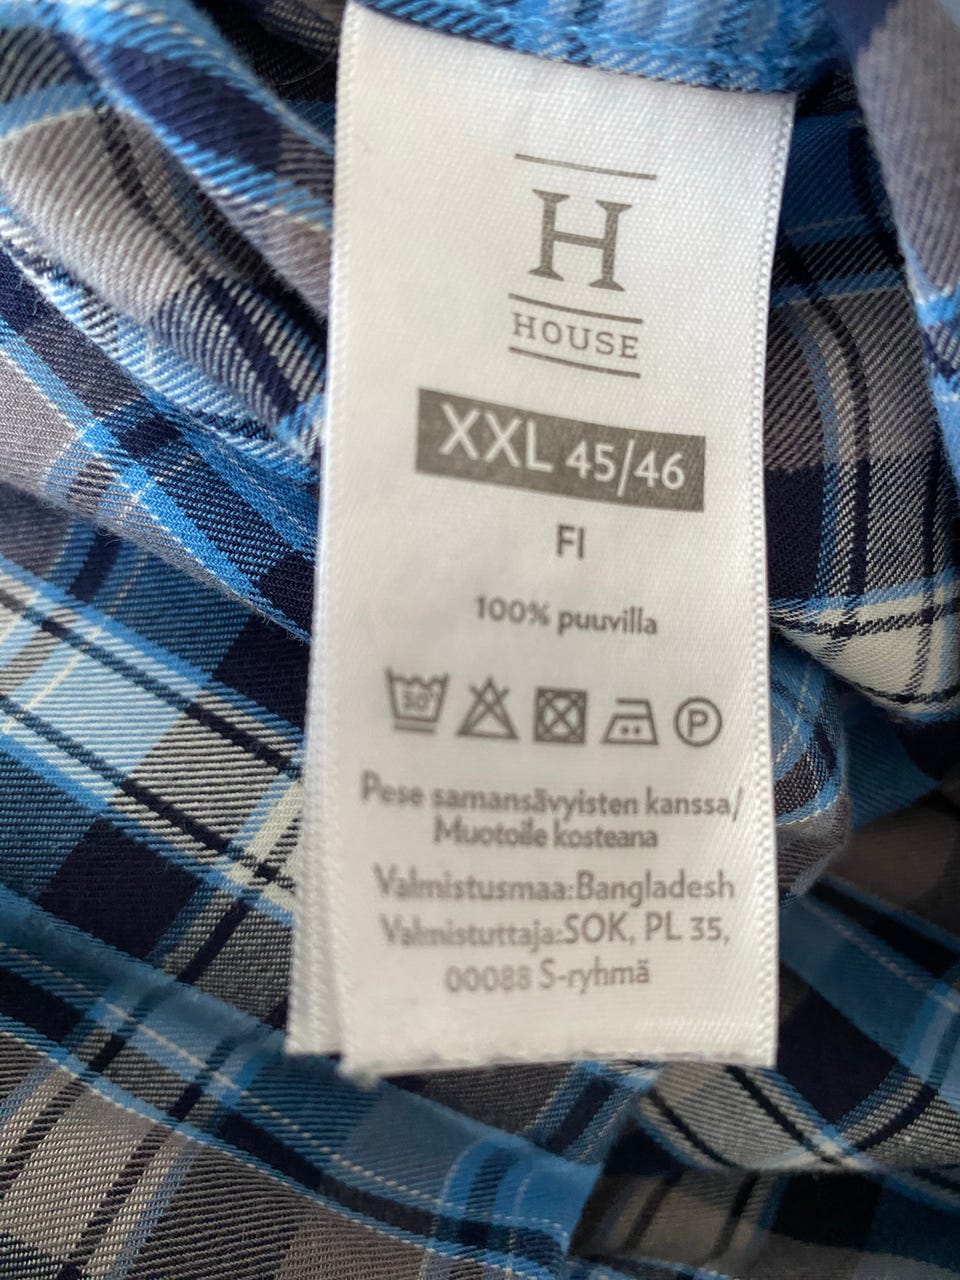 H
HOUSE
XXL 45/46
FI
100% puuvilla
30° P
Pese samansävyisten kanssa/
Muotoile kosteana
Valmistusmaa:Bangladesh
Valmistuttaja:SOK, PL 35,
00088 S-ryhmä